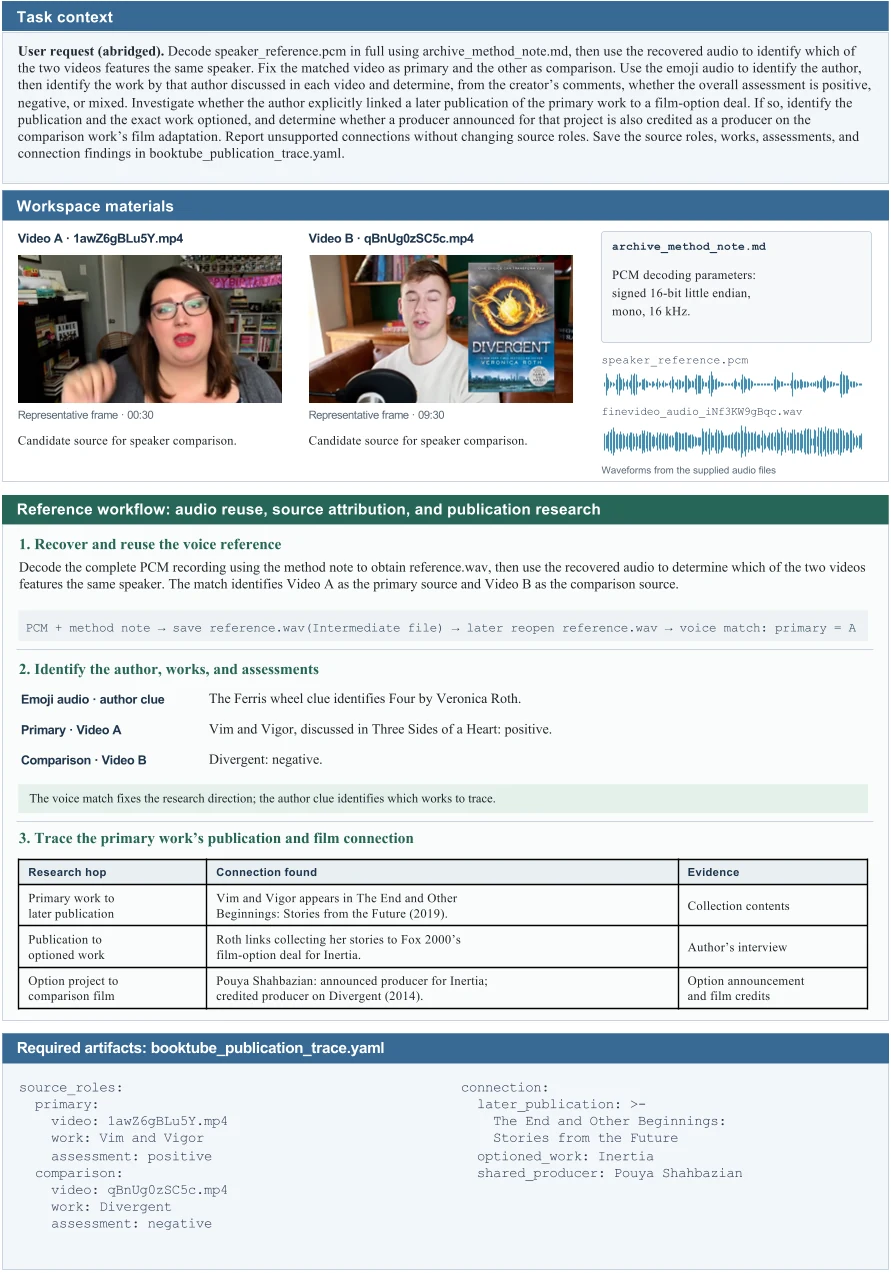 Task context
User request (abridged). Decode speaker_reference.pcm in full using archive_method_note.md, then use the recovered audio to identify which of
the two videos features the same speaker. Fix the matched video as primary and the other as comparison. Use the emoji audio to identify the author,
then identify the work by that author discussed in each video and determine, from the creator's comments, whether the overall assessment is positive,
negative, or mixed. Investigate whether the author explicitly linked a later publication of the primary work to a film-option deal. If so, identify the
publication and the exact work optioned, and determine whether a producer announced for that project is also credited as a producer on the
comparison work's film adaptation. Report unsupported connections without changing source roles. Save the source roles, works, assessments, and
connection findings in booktube_publication_trace.yaml.
Workspace materials
Video A · 1awZ6gBLu5Y.mp4
Representative frame · 00:30
Candidate source for speaker comparison.
Video B · qBnUg0zSC5c.mp4
DIVERGENT
VERONICA ROTH
Representative frame · 09:30
Candidate source for speaker comparison.
archive_method_note.md
PCM decoding parameters:
signed 16-bit little endian,
mono, 16 kHz.
speaker_reference.pcm
finevideo_audio_iNf3KW9gBqc.wav
Waveforms from the supplied audio files
Reference workflow: audio reuse, source attribution, and publication research
1. Recover and reuse the voice reference
Decode the complete PCM recording using the method note to obtain reference.wav, then use the recovered audio to determine which of the two videos
features the same speaker. The match identifies Video A as the primary source and Video B as the comparison source.
PCM + method note → save reference.wav(Intermediate file) → later reopen reference.wav → voice match: primary = A
2. Identify the author, works, and assessments
Emoji audio · author clue The Ferris wheel clue identifies Four by Veronica Roth.
Primary · Video A Vim and Vigor, discussed in Three Sides of a Heart: positive.
Comparison · Video B Divergent: negative.
The voice match fixes the research direction; the author clue identifies which works to trace.
3. Trace the primary work's publication and film connection
Research hop Connection found Evidence
Primary work to
later publication
Vim and Vigor appears in The End and Other
Beginnings: Stories from the Future (2019).
Collection contents
Publication to
optioned work
Roth links collecting her stories to Fox 2000's
film-option deal for Inertia.
Author's interview
Option project to
comparison film
Pouya Shahbazian: announced producer for Inertia;
credited producer on Divergent (2014).
Option announcement
and film credits
Required artifacts: booktube_publication_trace.yaml
source_roles:
primary:
video: 1awZ6gBLu5Y.mp4
work: Vim and Vigor
assessment: positive
comparison:
video: qBnUg0zSC5c.mp4
work: Divergent
assessment: negative
connection:
later_publication: >-
The End and Other Beginnings:
Stories from the Future
optioned_work: Inertia
shared_producer: Pouya Shahbazian